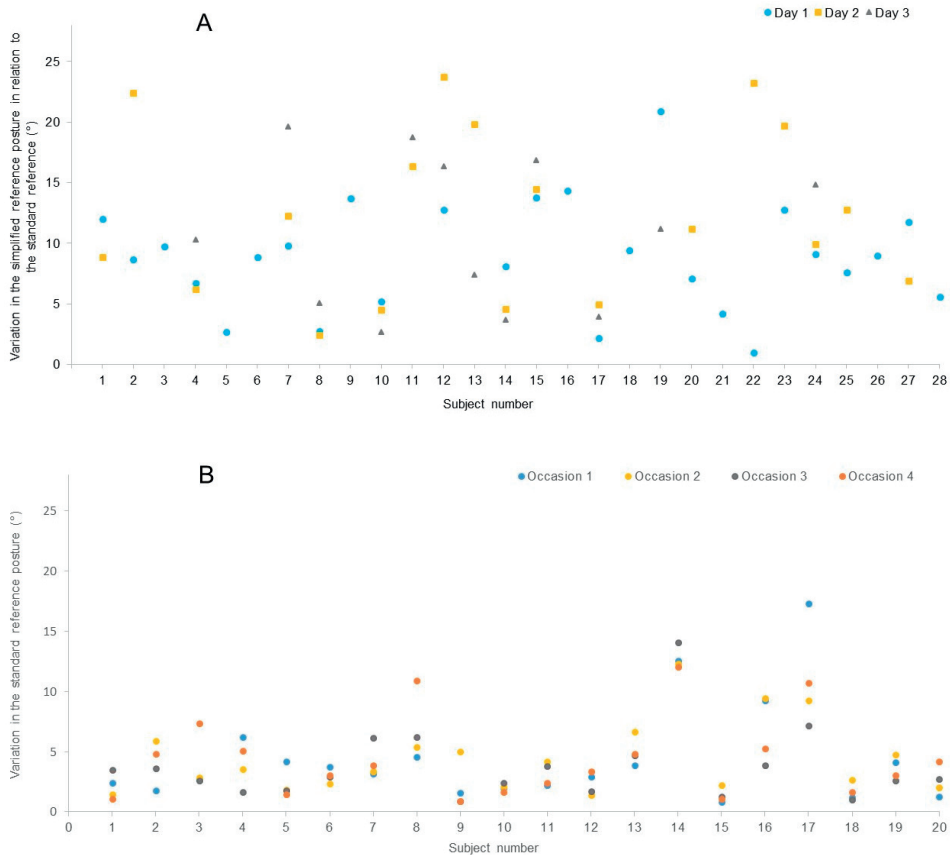 A
Day 1 Day 2 Day 3
Variation in the simplified reference posture in relation to
the standard reference (°)
25
20
15
10
5
0
1 2 3 4 5 6 7 8 9 10 11 12 13 14 15 16 17 18 19 20 21 22 23 24 25 26 27 28
Subject number
B
Occasion 1 Occasion 2 Occasion 3 Occasion 4
Variation in the standard reference posture (°)
25
20
15
10
5
0
0 1 2 3 4 5 6 7 8 9 10 11 12 13 14 15 16 17 18 19 20
Subject number